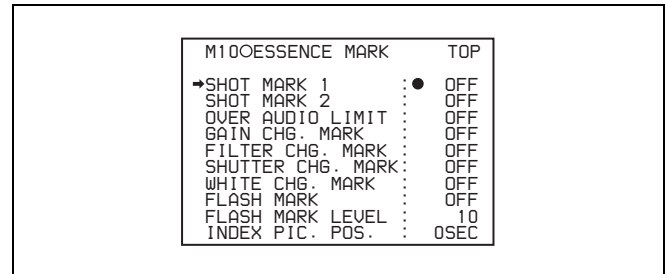 M10○ESSENCE MARK TOP
➡SHOT MARK 1 :● OFF
SHOT MARK 2 : OFF
OVER AUDIO LIMIT : OFF
GAIN CHG. MARK : OFF
FILTER CHG. MARK : OFF
SHUTTER CHG. MARK: OFF
WHITE CHG. MARK : OFF
FLASH MARK : OFF
FLASH MARK LEVEL : 10
INDEX PIC. POS. : 0SEC